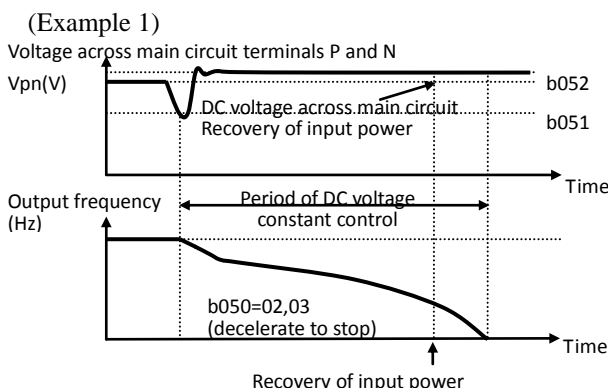 (Example 1)
Voltage across main circuit terminals P and N
Vpn(V)
b052
DC voltage across main circuit
Recovery of input power
b051
Time
Output frequency
(Hz)
Period of DC voltage
constant control
b050=02,03
(decelerate to stop)
Time
Recovery of input power